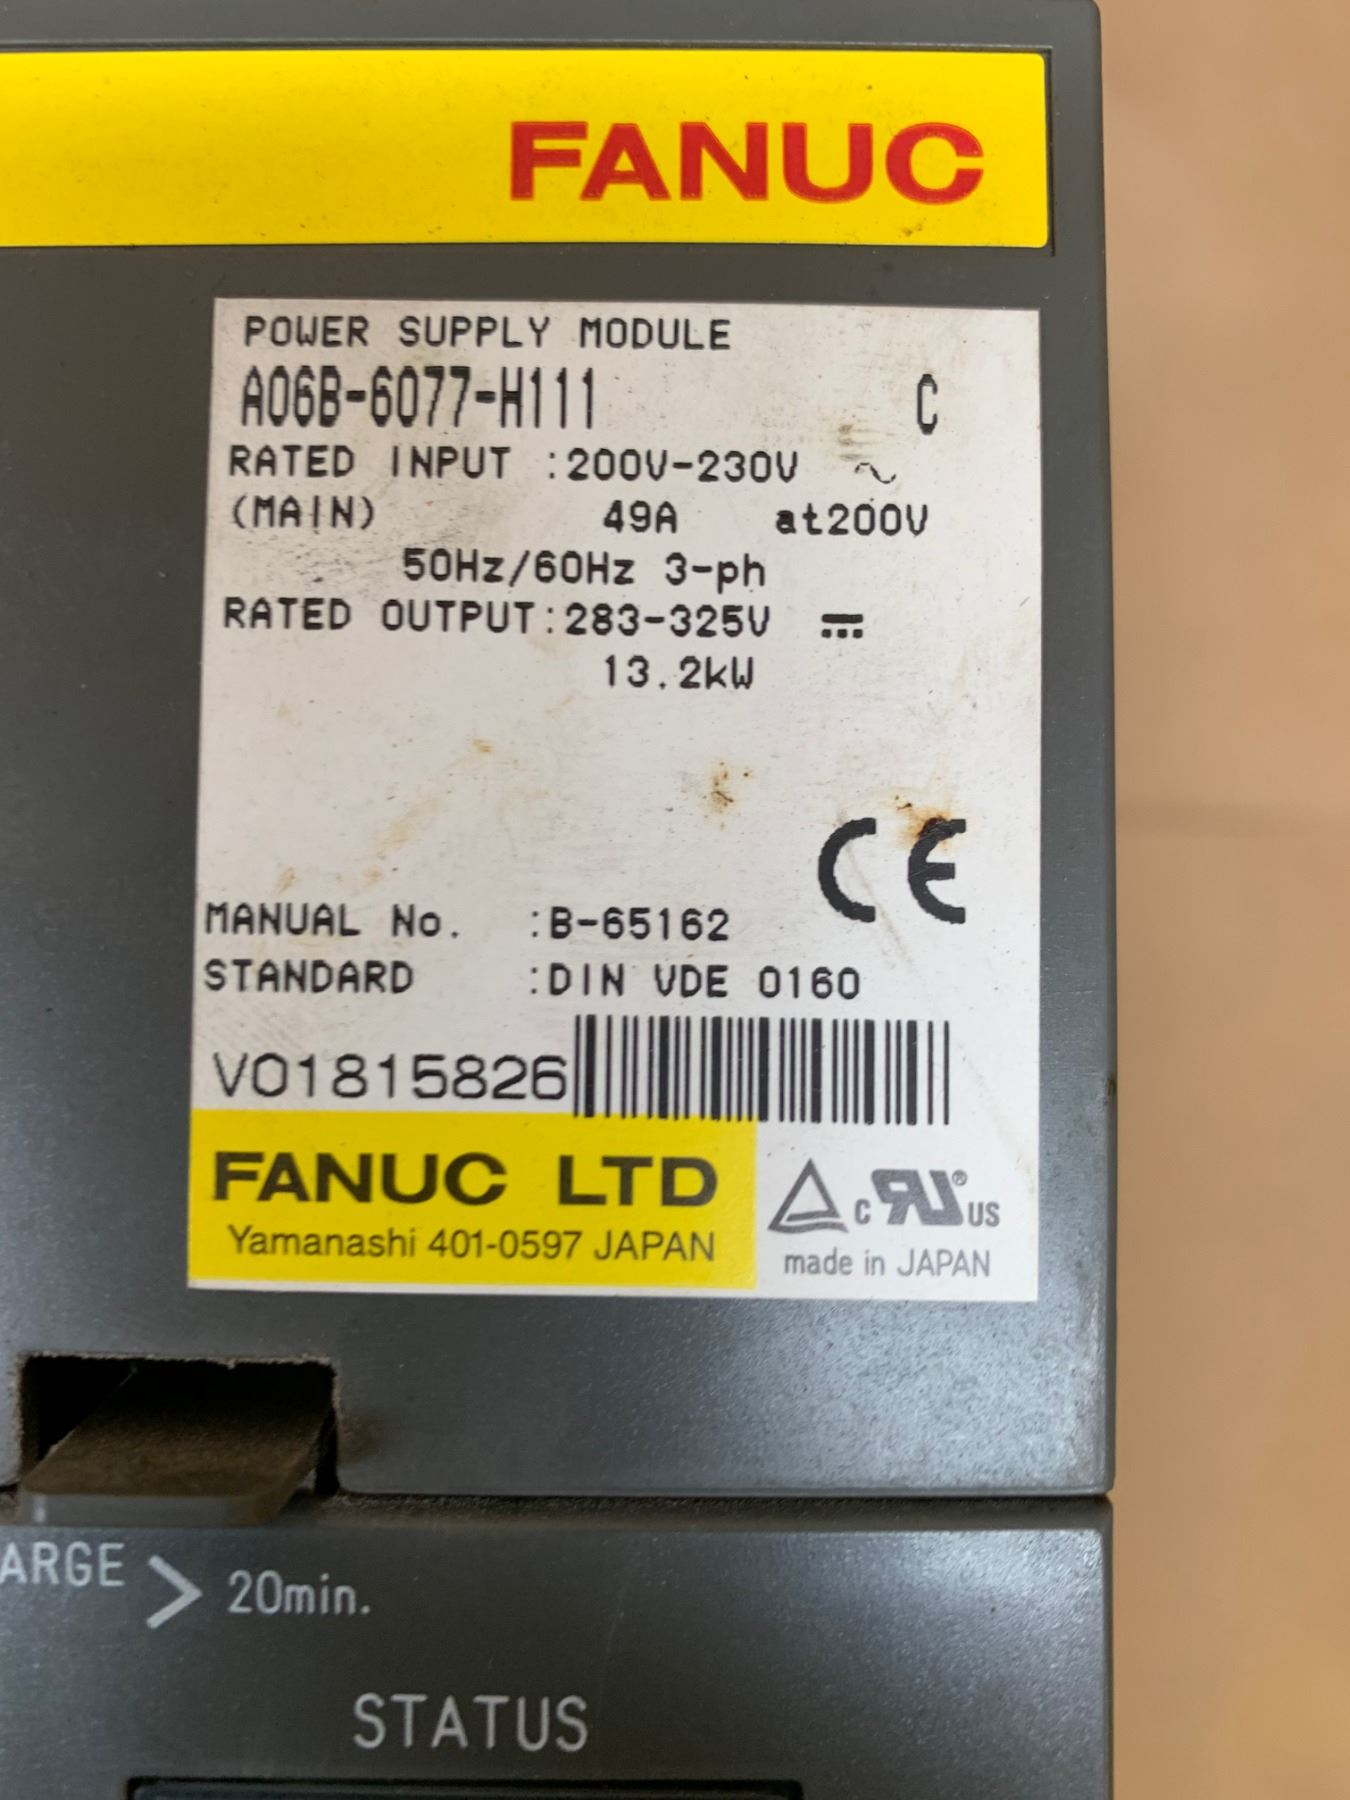 FANUC
POWER SUPPLY MODULE
A06B-6077-H111 C
RATED INPUT :200V-230V ~
(MAIN) 49A at200V
50Hz/60Hz 3-ph
RATED OUTPUT:283-325V ⎓
13.2kW
CE
MANUAL No. :B-65162
STANDARD :DIN VDE 0160
V01815826
FANUC LTD
Yamanashi 401-0597 JAPAN
c RU ® US
made in JAPAN
ARGE > 20min.
STATUS